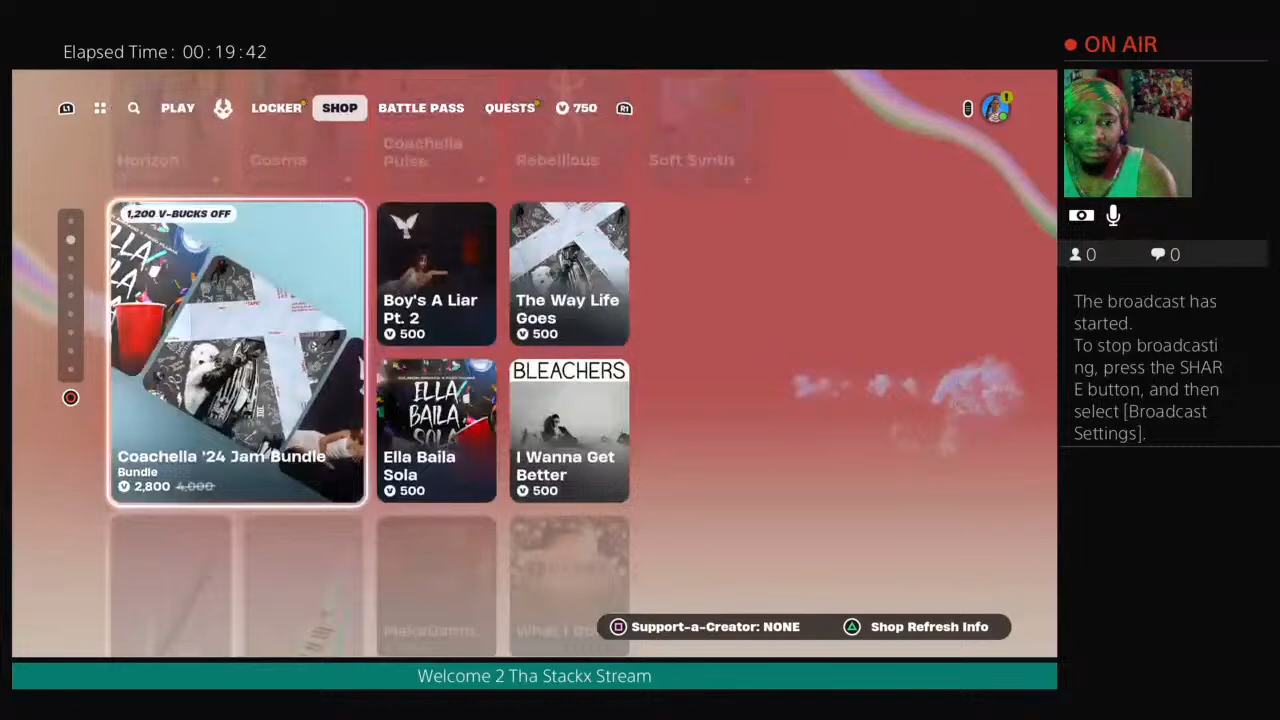 Elapsed Time: 00:19:42
ON AIR
L1
PLAY
LOCKER
SHOP
BATTLE PASS
QUESTS
750
R1
1
Horizon
Cosma
Coachella
Pulse
Rebellious
Soft Synth
1,200 V-BUCKS OFF
Coachella '24 Jam Bundle
Bundle
2,800 4,000
Boy's A Liar
Pt. 2
500
The Way Life
Goes
500
ELLA
BAILA
SOLA
Ella Baila
Sola
500
BLEACHERS
I Wanna Get
Better
500
Support-a-Creator: NONE
Shop Refresh Info
0
0
The broadcast has
started.
To stop broadcasti
ng, press the SHAR
E button, and then
select [Broadcast
Settings].
Welcome 2 Tha Stackx Stream